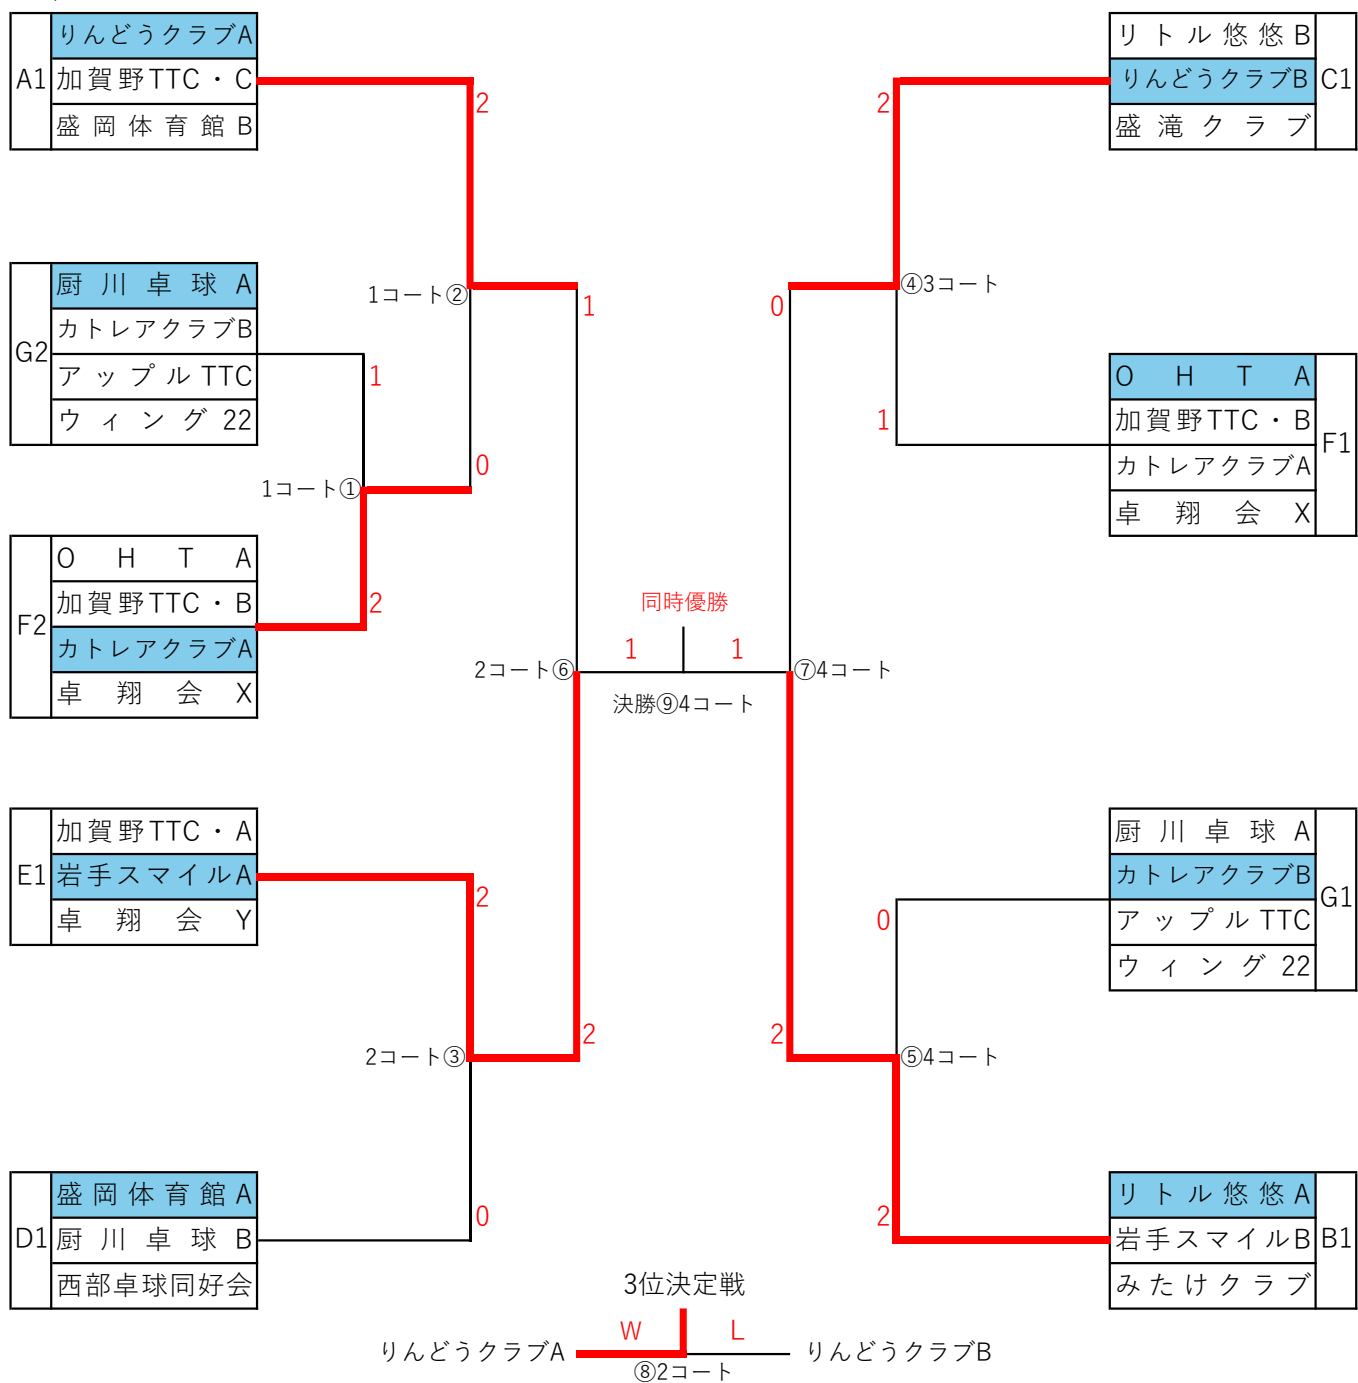 A1
りんどうクラブA
加賀野TTC・C
盛岡体育館B
G2
厨川卓球A
カトレアクラブB
アップルTTC
ウィング22
F2
OHTA
加賀野TTC・B
カトレアクラブA
卓翔会X
E1
加賀野TTC・A
岩手スマイルA
卓翔会Y
D1
盛岡体育館A
厨川卓球B
西部卓球同好会
2
1コート②
1
1
0
1コート①
2
2コート⑥
2
2
2コート③
0
同時優勝
1 1
決勝⑨4コート
2
④3コート
0
1
⑦4コート
0
2
⑤4コート
2
リトル悠悠B
りんどうクラブB
盛滝クラブ
C1
OHTA
加賀野TTC・B
カトレアクラブA
卓翔会X
F1
厨川卓球A
カトレアクラブB
アップルTTC
ウィング22
G1
リトル悠悠A
岩手スマイルB
みたけクラブ
B1
3位決定戦
W L
りんどうクラブA りんどうクラブB
⑧2コート